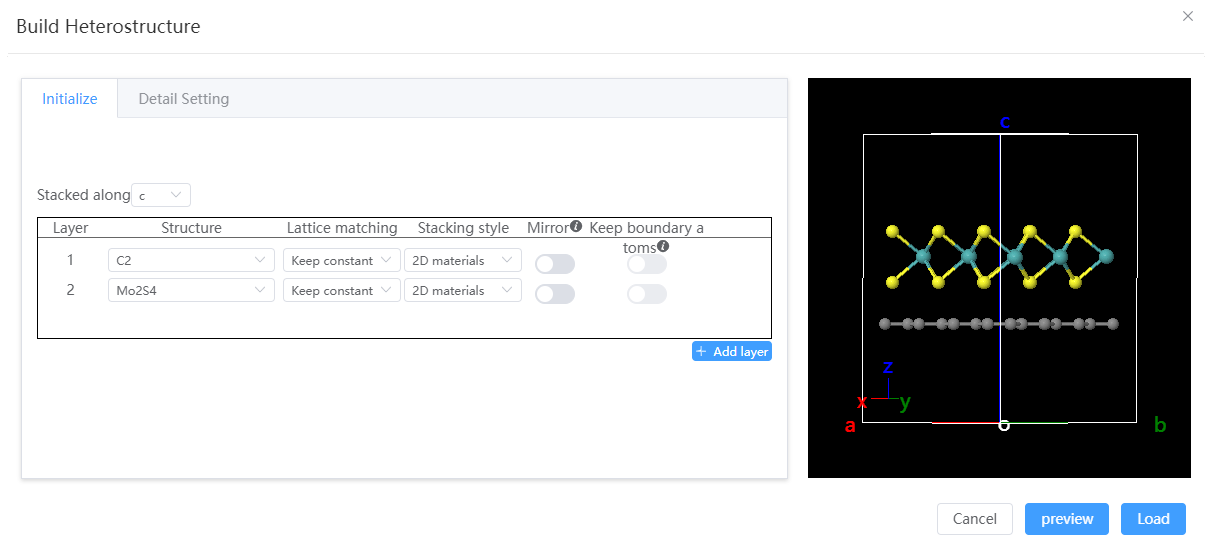 Build Heterostructure
Initialize
Detail Setting
Stacked along c
Layer Structure Lattice matching Stacking style Mirror Keep boundary a
toms
1 C2 Keep constant 2D materials
2 Mo2S4 Keep constant 2D materials
+ Add layer
c
z
x y
a o b
Cancel preview Load